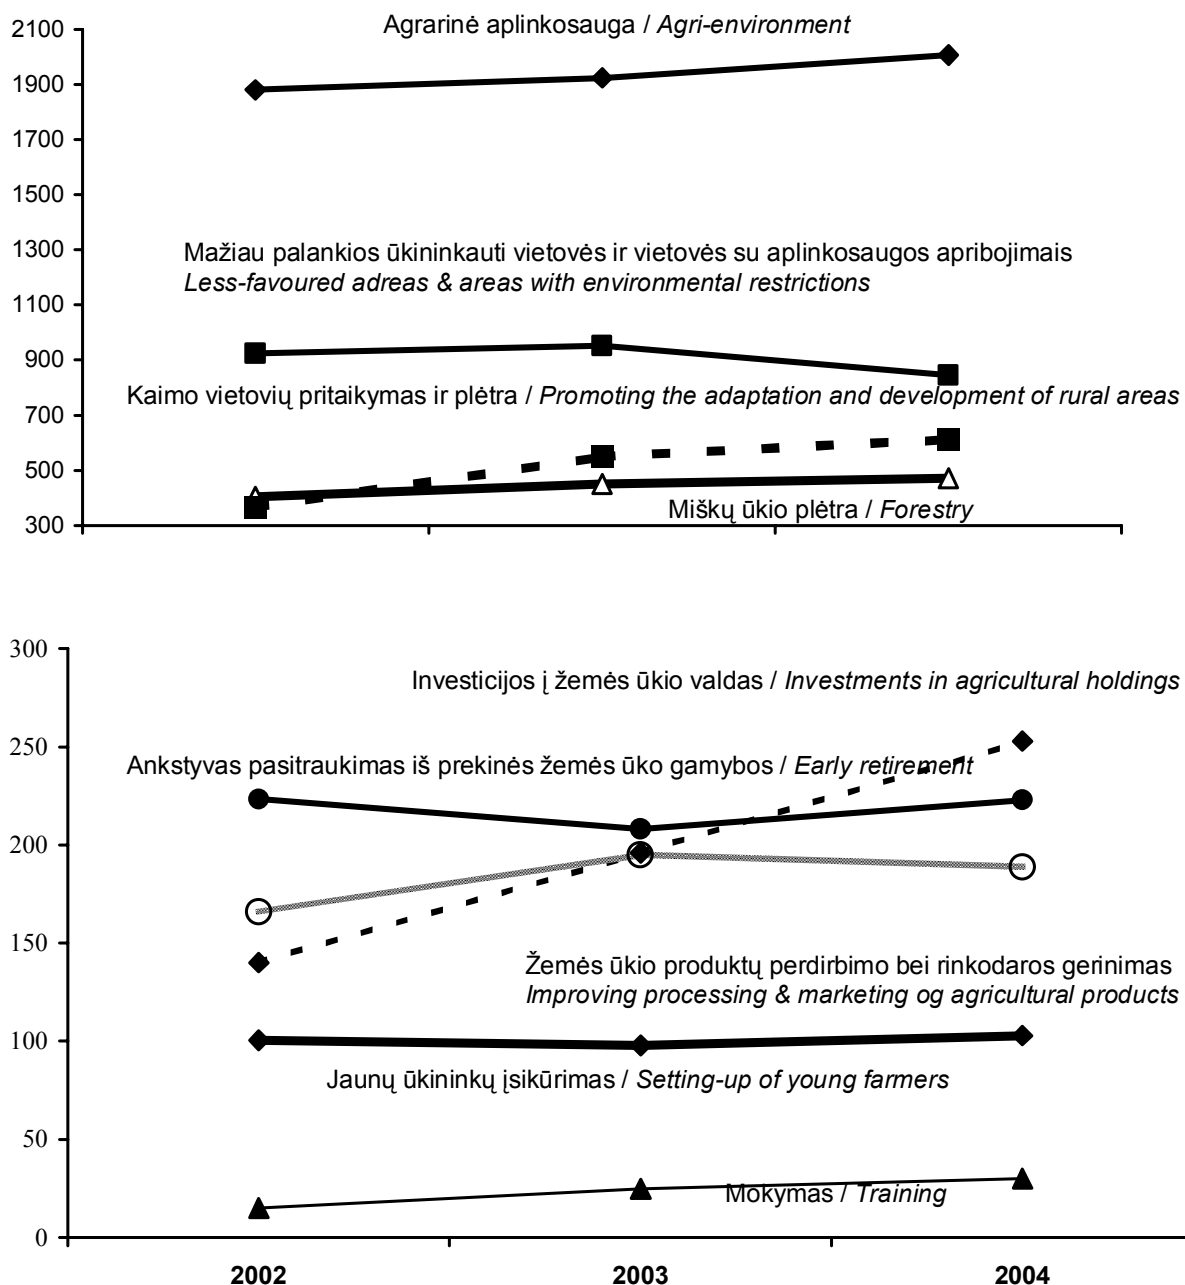 Agrarinė aplinkosauga / Agri-environment
2100
1900
1700
1500
1300
1100
900
700
500
300
Mažiau palankios ūkininkauti vietovės ir vietovės su aplinkosaugos apribojimais
Less-favoured adreas & areas with environmental restrictions
Kaimo vietovių pritaikymas ir plėtra / Promoting the adaptation and development of rural areas
Miškų ūkio plėtra / Forestry
300
250
200
150
100
50
0
Investicijos į žemės ūkio valdas / Investments in agricultural holdings
Ankstyvas pasitraukimas iš prekinės žemės ūko gamybos / Early retirement
Žemės ūkio produktų perdirbimo bei rinkodaros gerinimas
Improving processing & marketing og agricultural products
Jaunų ūkininkų įsikūrimas / Setting-up of young farmers
Mokymas / Training
2002 2003 2004